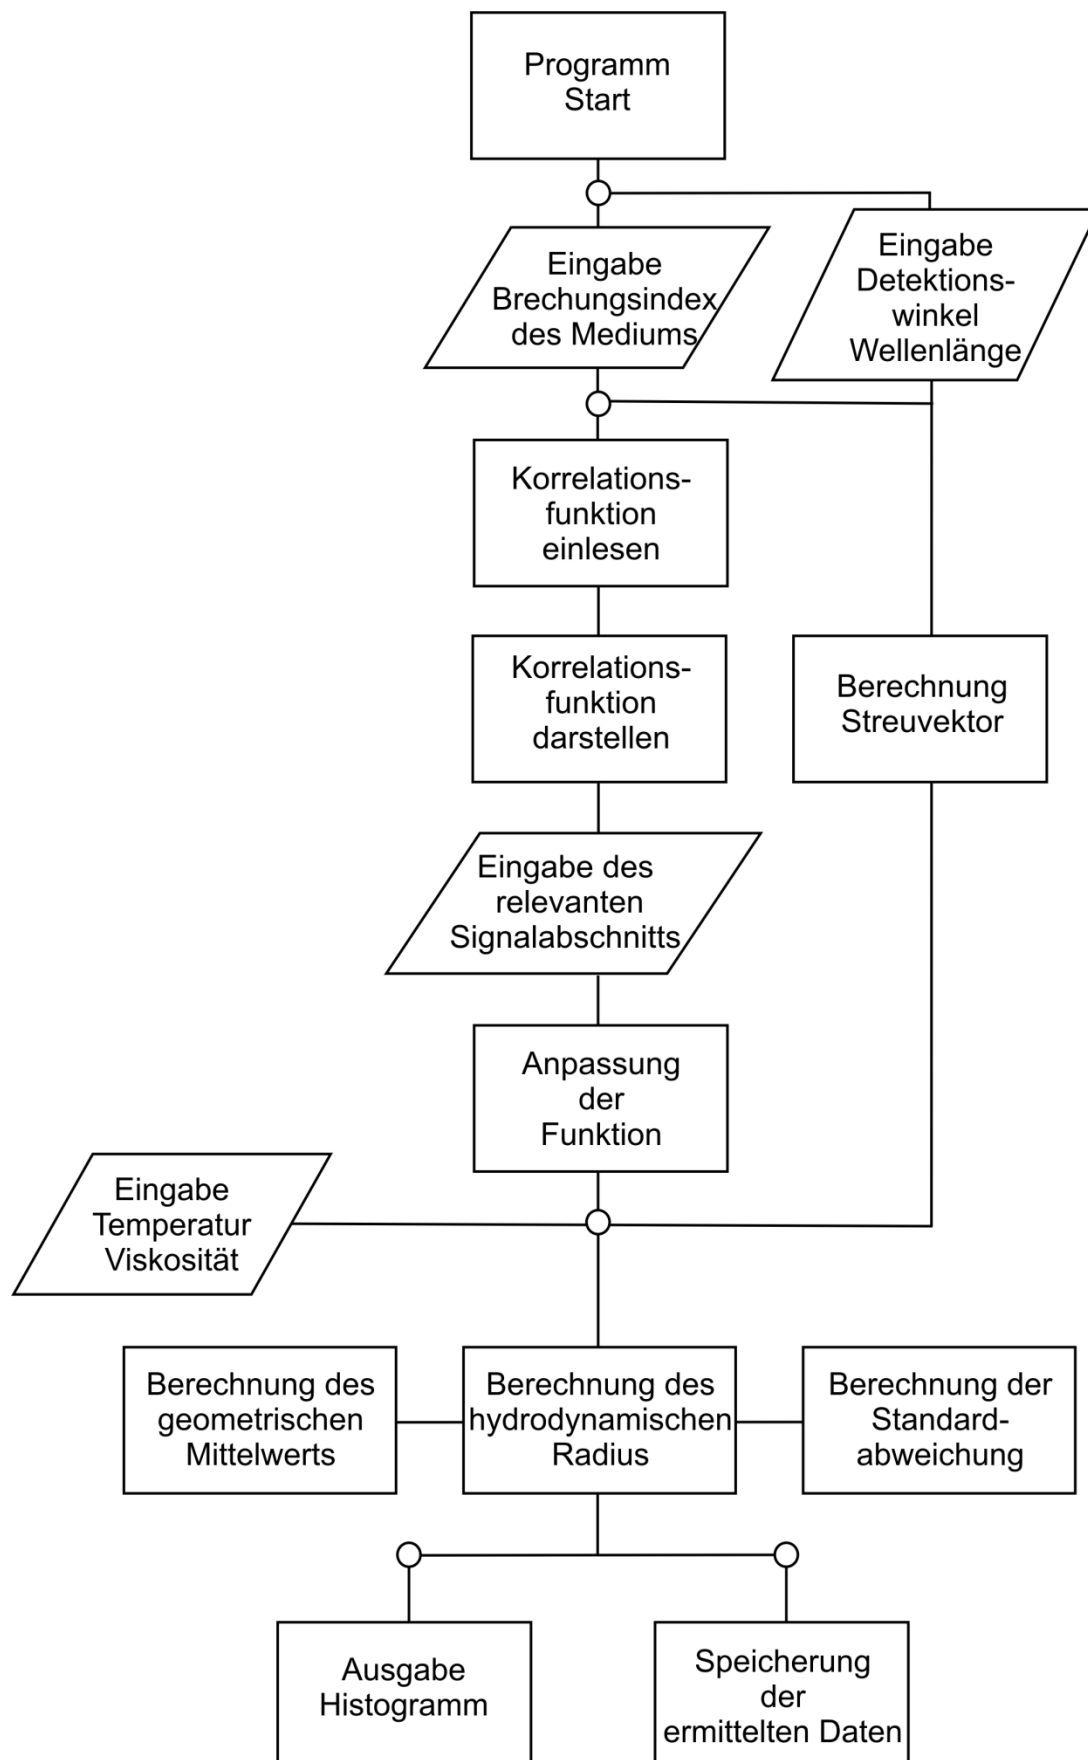 Programm
Start
Eingabe
Brechungsindex
des Mediums
Eingabe
Detektions-
winkel
Wellenlänge
Korrelations-
funktion
einlesen
Korrelations-
funktion
darstellen
Berechnung
Streuvektor
Eingabe des
relevanten
Signalabschnitts
Anpassung
der
Funktion
Eingabe
Temperatur
Viskosität
Berechnung des
geometrischen
Mittelwerts
Berechnung des
hydrodynamischen
Radius
Berechnung der
Standard-
abweichung
Ausgabe
Histogramm
Speicherung
der
ermittelten Daten